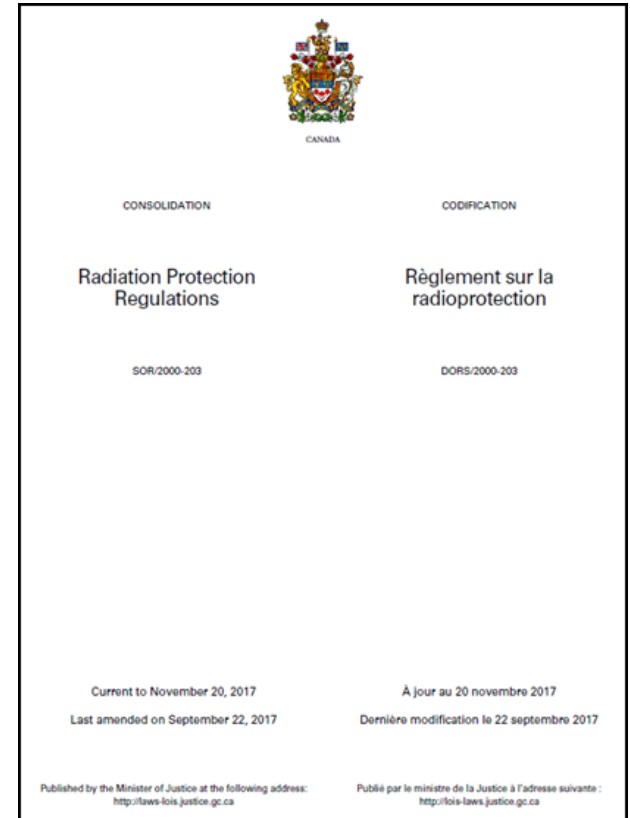 CANADA
CONSOLIDATION
Radiation Protection
Regulations
SOR/2000-203
Current to November 20, 2017
Last amended on September 22, 2017
Published by the Minister of Justice at the following address:
http://laws-lois.justice.gc.ca
CODIFICATION
Règlement sur la
radioprotection
DORS/2000-203
À jour au 20 novembre 2017
Dernière modification le 22 septembre 2017
Publié par le ministre de la Justice à l'adresse suivante :
http://lois-laws.justice.gc.ca